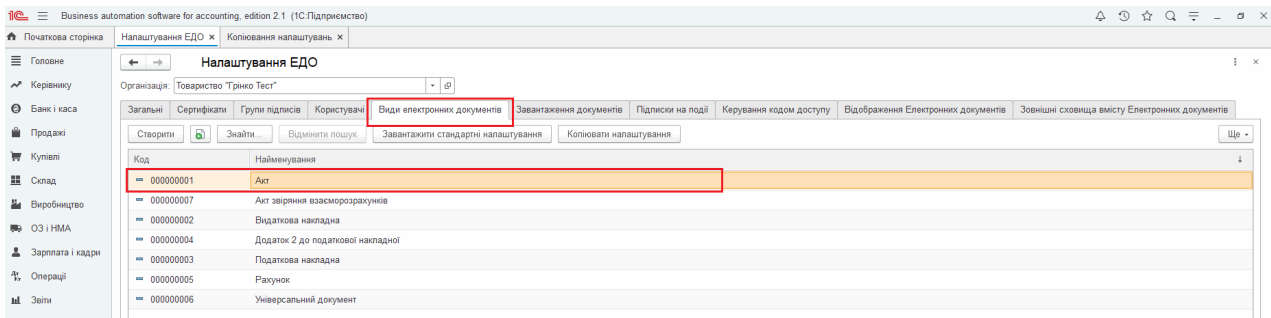 1С Business automation software for accounting, edition 2.1 (1С:Підприємство)
Початкова сторінка Налаштування ЕДО × Копіювання налаштувань ×
Головне
Налаштування ЕДО
Керівнику
Організація: Товариство "Грінко Тест"
Банк і каса
Загальні Сертифікати Групи підписів Користувачі Види електронних документів Завантаження документів Підписки на події Керування кодом доступу Відображення Електронних документів Зовнішні сховища вмісту Електронних документів
Продажі
Створити Знайти... Відмінити пошук Завантажити стандартні налаштування Копіювати налаштування Ще
Купівлі
Код Найменування
Склад
000000001 Акт
Виробництво
000000007 Акт звіряння взаєморозрахунків
000000002 Видаткова накладна
ОЗ і НМА
000000004 Додаток 2 до податкової накладної
Зарплата і кадри
000000003 Податкова накладна
Операції
000000005 Рахунок
Звіти
000000006 Універсальний документ